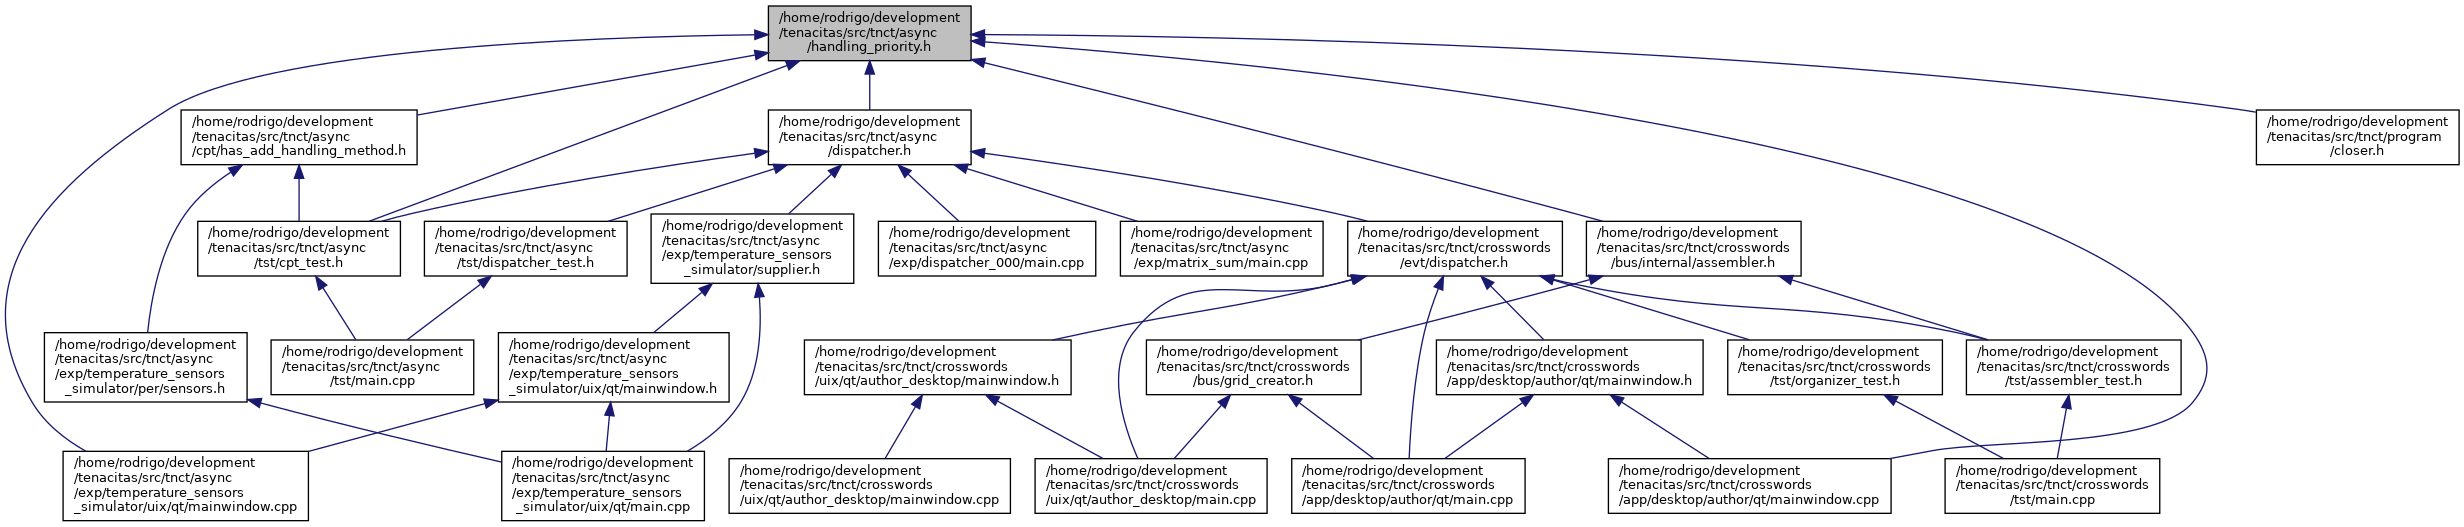 /home/rodrigo/development
/tenacitas/src/tnct/async
/handling_priority.h
/home/rodrigo/development
/tenacitas/src/tnct/async
/cpt/has_add_handling_method.h
/home/rodrigo/development
/tenacitas/src/tnct/async
/dispatcher.h
/home/rodrigo/development
/tenacitas/src/tnct/program
/closer.h
/home/rodrigo/development
/tenacitas/src/tnct/async
/tst/cpt_test.h
/home/rodrigo/development
/tenacitas/src/tnct/async
/tst/dispatcher_test.h
/home/rodrigo/development
/tenacitas/src/tnct/async
/exp/temperature_sensors
_simulator/supplier.h
/home/rodrigo/development
/tenacitas/src/tnct/async
/exp/dispatcher_000/main.cpp
/home/rodrigo/development
/tenacitas/src/tnct/async
/exp/matrix_sum/main.cpp
/home/rodrigo/development
/tenacitas/src/tnct/crosswords
/evt/dispatcher.h
/home/rodrigo/development
/tenacitas/src/tnct/crosswords
/bus/internal/assembler.h
/home/rodrigo/development
/tenacitas/src/tnct/async
/exp/temperature_sensors
_simulator/per/sensors.h
/home/rodrigo/development
/tenacitas/src/tnct/async
/tst/main.cpp
/home/rodrigo/development
/tenacitas/src/tnct/async
/exp/temperature_sensors
_simulator/uix/qt/mainwindow.h
/home/rodrigo/development
/tenacitas/src/tnct/crosswords
/uix/qt/author_desktop/mainwindow.h
/home/rodrigo/development
/tenacitas/src/tnct/crosswords
/bus/grid_creator.h
/home/rodrigo/development
/tenacitas/src/tnct/crosswords
/app/desktop/author/qt/mainwindow.h
/home/rodrigo/development
/tenacitas/src/tnct/crosswords
/tst/organizer_test.h
/home/rodrigo/development
/tenacitas/src/tnct/crosswords
/tst/assembler_test.h
/home/rodrigo/development
/tenacitas/src/tnct/async
/exp/temperature_sensors
_simulator/uix/qt/mainwindow.cpp
/home/rodrigo/development
/tenacitas/src/tnct/async
/exp/temperature_sensors
_simulator/uix/qt/main.cpp
/home/rodrigo/development
/tenacitas/src/tnct/crosswords
/uix/qt/author_desktop/mainwindow.cpp
/home/rodrigo/development
/tenacitas/src/tnct/crosswords
/uix/qt/author_desktop/main.cpp
/home/rodrigo/development
/tenacitas/src/tnct/crosswords
/app/desktop/author/qt/main.cpp
/home/rodrigo/development
/tenacitas/src/tnct/crosswords
/app/desktop/author/qt/mainwindow.cpp
/home/rodrigo/development
/tenacitas/src/tnct/crosswords
/tst/main.cpp